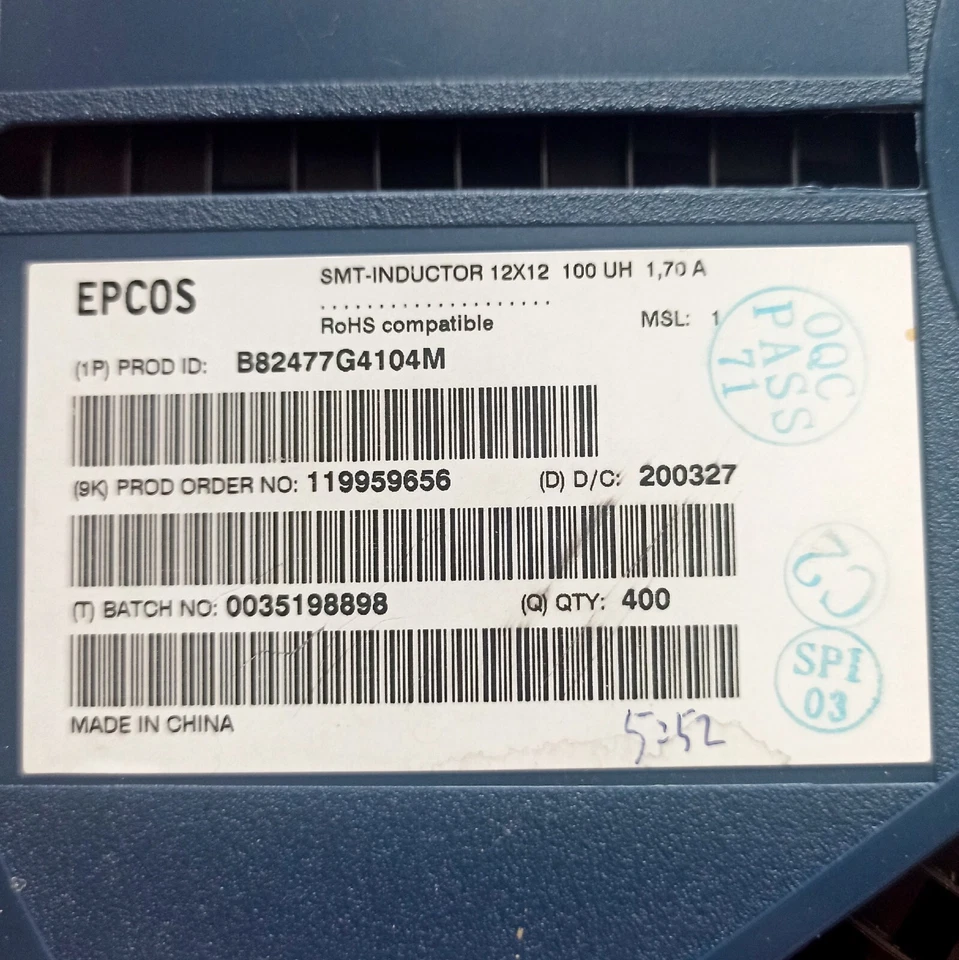 EPCOS
SMT-INDUCTOR 12X12 100 UH 1,70 A
....................
RoHS compatible
MSL: 1
(1P) PROD ID: B82477G4104M
(9K) PROD ORDER NO: 119959656 (D) D/C: 200327
(T) BATCH NO: 0035198898 (Q) QTY: 400
MADE IN CHINA
OQC
PASS
71
SPI
03